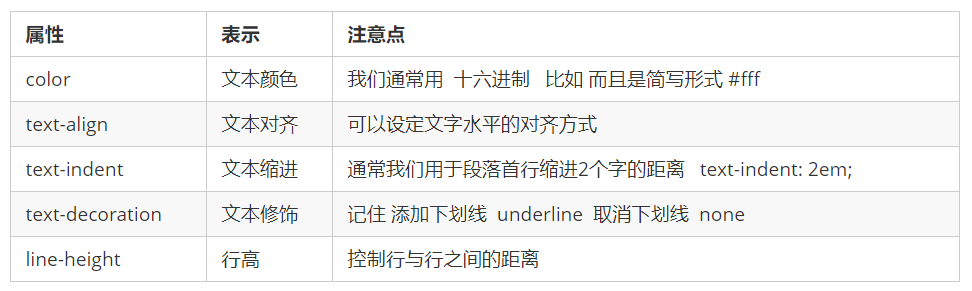 属性 表示 注意点
color 文本颜色 我们通常用 十六进制 比如 而且是简写形式 #fff
text-align 文本对齐 可以设定文字水平的对齐方式
text-indent 文本缩进 通常我们用于段落首行缩进2个字的距离 text-indent: 2em;
text-decoration 文本修饰 记住 添加下划线 underline 取消下划线 none
line-height 行高 控制行与行之间的距离